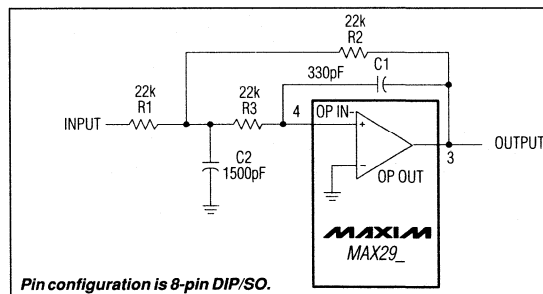 22k
R2
330pF
C1
22k
R1
22k
R3
4
OP IN-
+
INPUT
−
3
OUTPUT
C2
1500pF
OP OUT
MAXIM
MAX29_
Pin configuration is 8-pin DIP/SO.